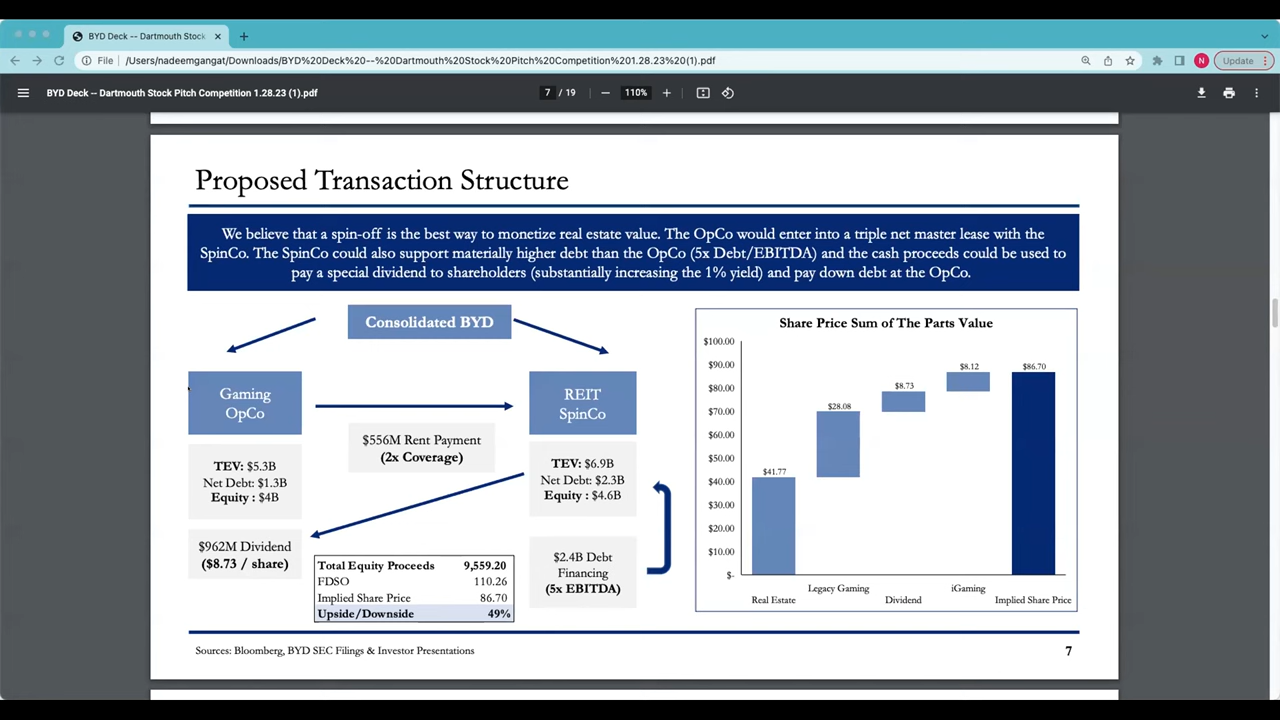 BYD Deck -- Dartmouth Stock
File
/Users/nadeemgangat/Downloads/BYD%20Deck%20--%20Dartmouth%20Stock%20Pitch%20Competition%201.28.23%20(1).pdf
N
Update
BYD Deck -- Dartmouth Stock Pitch Competition 1.28.23 (1).pdf
7 / 19
110%
Proposed Transaction Structure
We believe that a spin-off is the best way to monetize real estate value. The OpCo would enter into a triple net master lease with the
SpinCo. The SpinCo could also support materially higher debt than the OpCo (5x Debt/EBITDA) and the cash proceeds could be used to
pay a special dividend to shareholders (substantially increasing the 1% yield) and pay down debt at the OpCo.
Consolidated BYD
Gaming
OpCo
REIT
SpinCo
$556M Rent Payment
(2x Coverage)
TEV: $5.3B
Net Debt: $1.3B
Equity : $4B
TEV: $6.9B
Net Debt: $2.3B
Equity : $4.6B
$962M Dividend
($8.73 / share)
$2.4B Debt
Financing
(5x EBITDA)
Total Equity Proceeds 9,559.20
FDSO 110.26
Implied Share Price 86.70
Upside/Downside 49%
Share Price Sum of The Parts Value
$100.00
$90.00
$80.00
$70.00
$60.00
$50.00
$40.00
$30.00
$20.00
$10.00
$-
$41.77
$28.08
$8.73
$8.12
$86.70
Real Estate
Legacy Gaming
Dividend
iGaming
Implied Share Price
Sources: Bloomberg, BYD SEC Filings & Investor Presentations
7